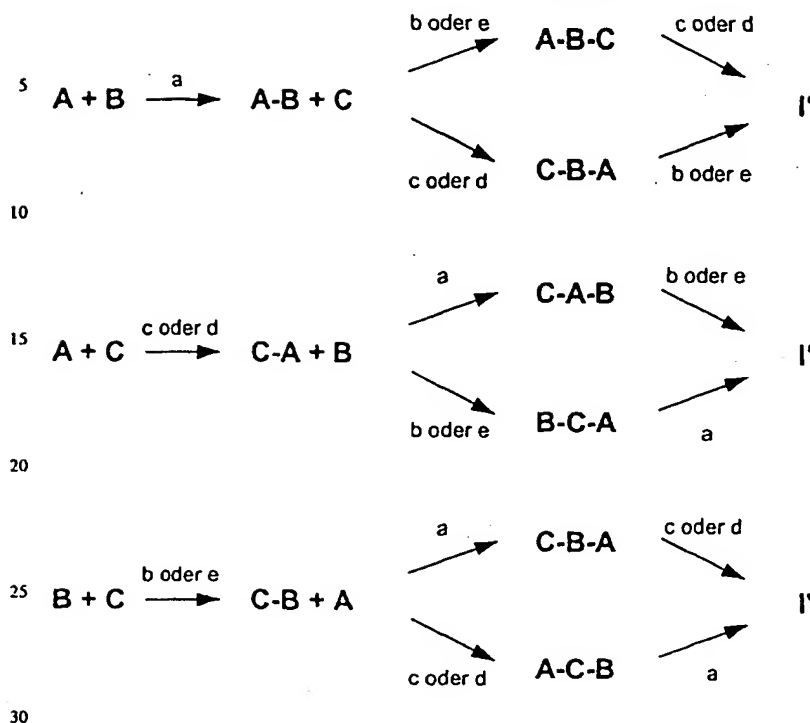 b oder e A-B-C c oder d
5 A + B a A-B + C I'
c oder d C-B-A b oder e
10
a C-A-B b oder e
15 A + C c oder d C-A + B I'
b oder e B-C-A a
20
a C-B-A c oder d
25 B + C b oder e C-B + A I'
c oder d A-C-B a
30